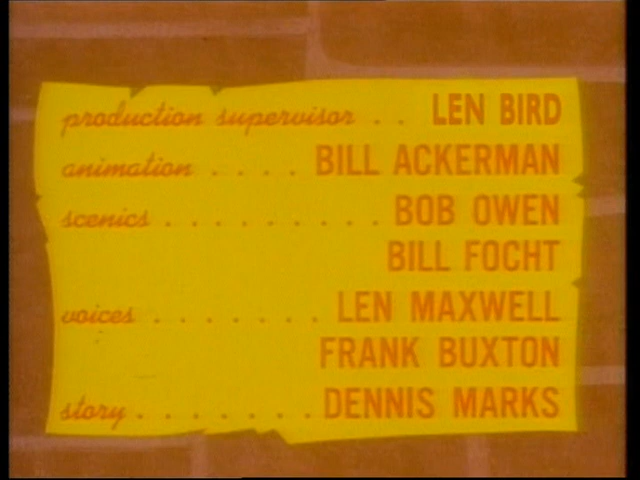 production supervisor . . LEN BIRD
animation . . . . BILL ACKERMAN
scenics . . . . . . . . . BOB OWEN
BILL FOCHT
voices . . . . . . . LEN MAXWELL
FRANK BUXTON
story . . . . . . . DENNIS MARKS